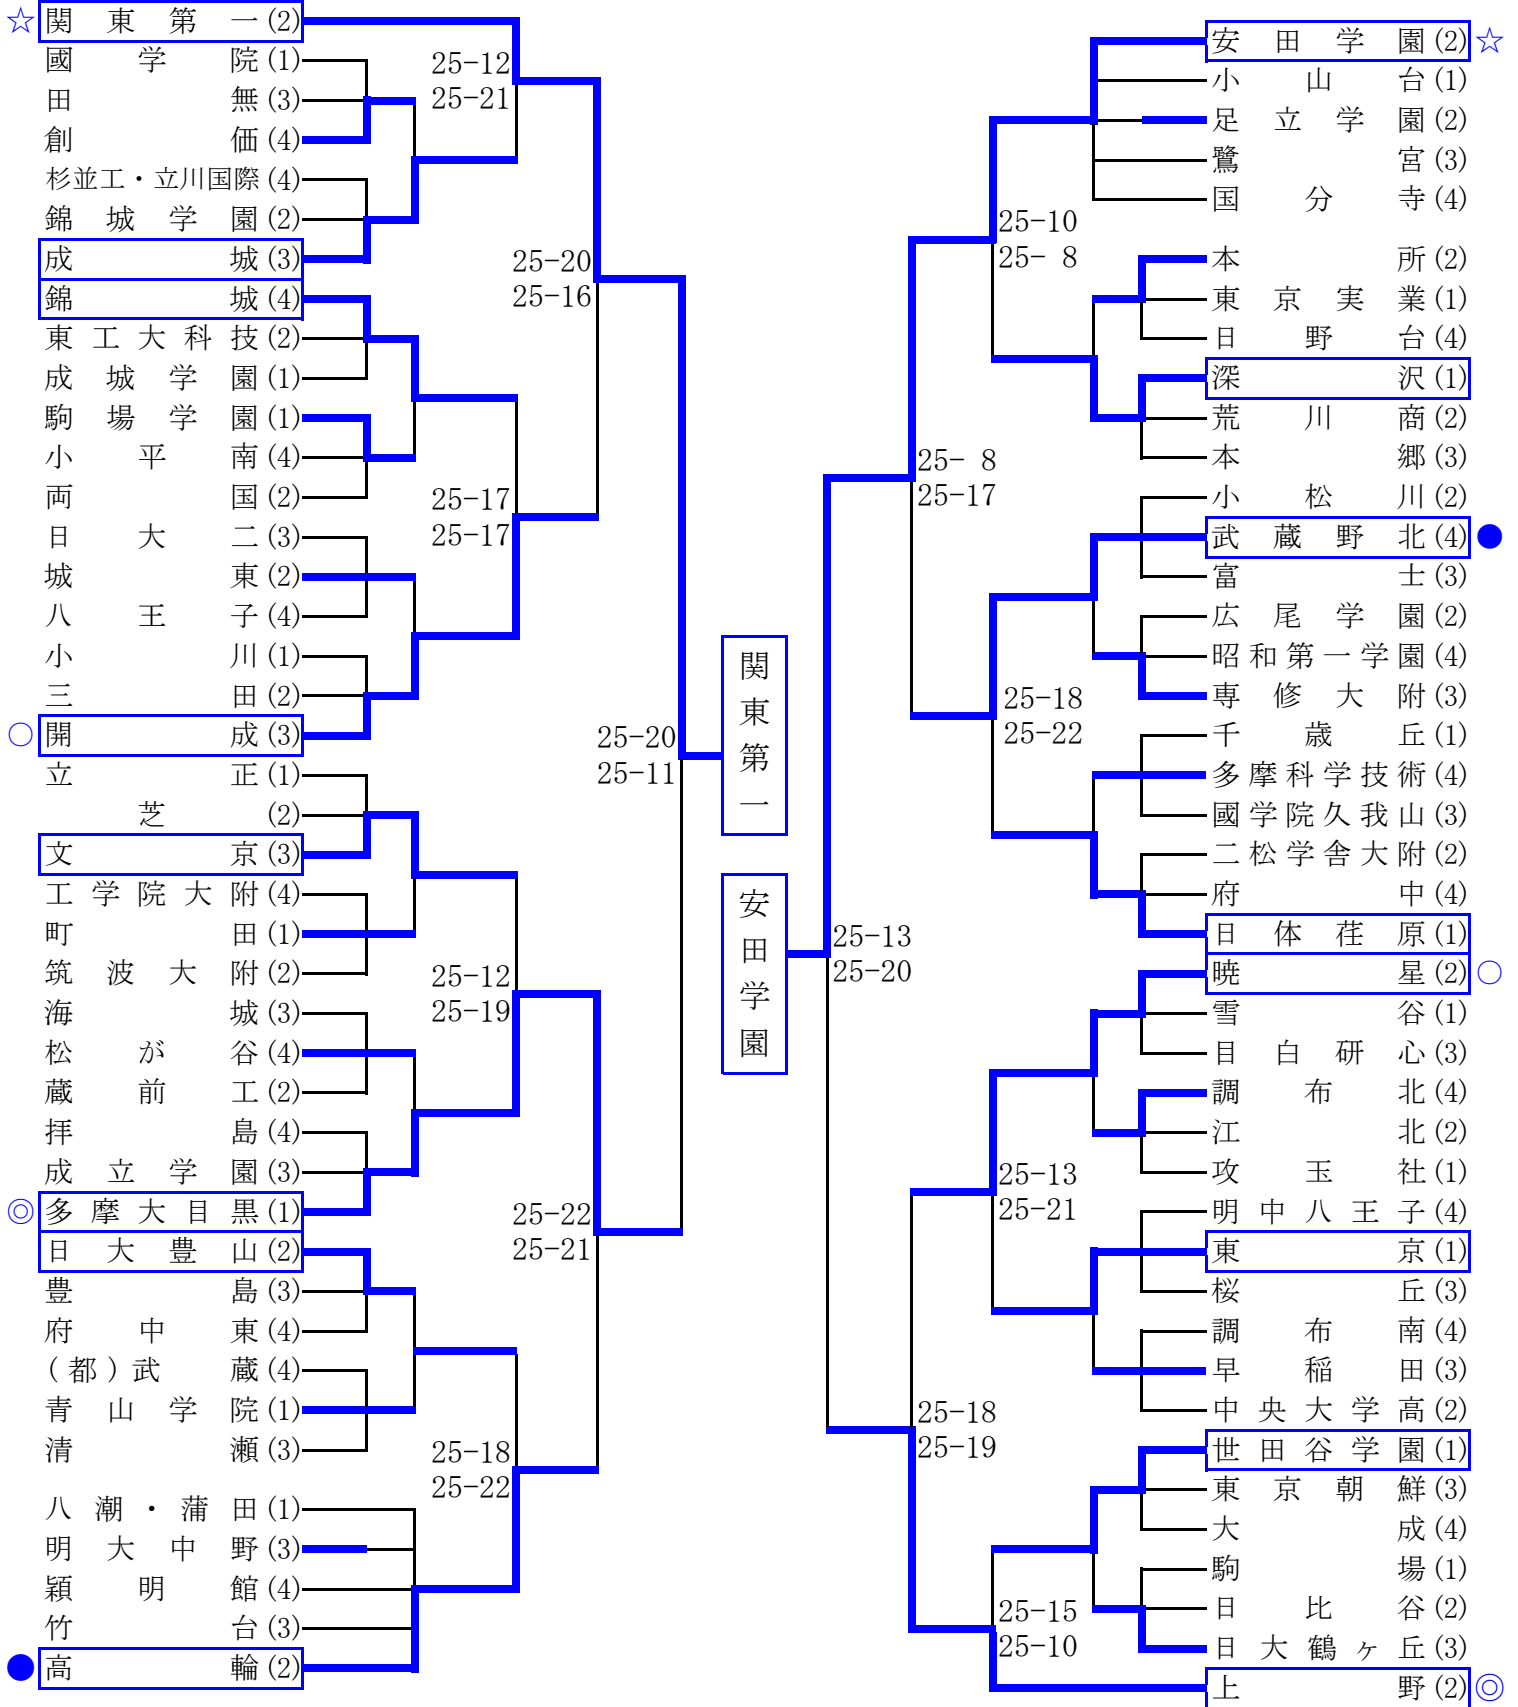 ☆関東第一(2)
國学院(1)
田無(3)
創価(4)
杉並工・立川国際(4)
錦城学園(2)
成城(3)
錦城(4)
東工大科技(2)
成城学園(1)
駒場学園(1)
小平南(4)
両国(2)
日大二(3)
城東(2)
八王子(4)
小川(1)
三田(2)
○開成(3)
立正(1)
芝(2)
文京(3)
工学院大附(4)
町田(1)
筑波大附(2)
海城(3)
松が谷(4)
蔵前工(2)
拝島(4)
成立学園(3)
◎多摩大目黒(1)
日大豊山(2)
豊島(3)
府中東(4)
(都)武蔵(4)
青山学院(1)
清瀬(3)
八潮・蒲田(1)
明大中野(3)
穎明館(4)
竹台(3)
●高輪(2)
25-12
25-21
25-17
25-17
25-12
25-19
25-18
25-22
25-20
25-16
25-22
25-21
25-20
25-11
関東第一
安田学園
25-13
25-20
25- 8
25-17
25-18
25-19
25-10
25- 8
25-18
25-22
25-13
25-21
25-15
25-10
安田学園(2)☆
小山台(1)
足立学園(2)
鷺宮(3)
国分寺(4)
本所(2)
東京実業(1)
日野台(4)
深沢(1)
荒川商(2)
本郷(3)
小松川(2)
武蔵野北(4)●
富士(3)
広尾学園(2)
昭和第一学園(4)
専修大附(3)
千歳丘(1)
多摩科学技術(4)
國学院久我山(3)
二松学舎大附(2)
府中(4)
日体荏原(1)
暁星(2)○
雪谷(1)
目白研心(3)
調布北(4)
江北(2)
攻玉社(1)
明中八王子(4)
東京(1)
桜丘(3)
調布南(4)
早稲田(3)
中央大学高(2)
世田谷学園(1)
東京朝鮮(3)
大成(4)
駒場(1)
日比谷(2)
日大鶴ヶ丘(3)
上野(2)◎